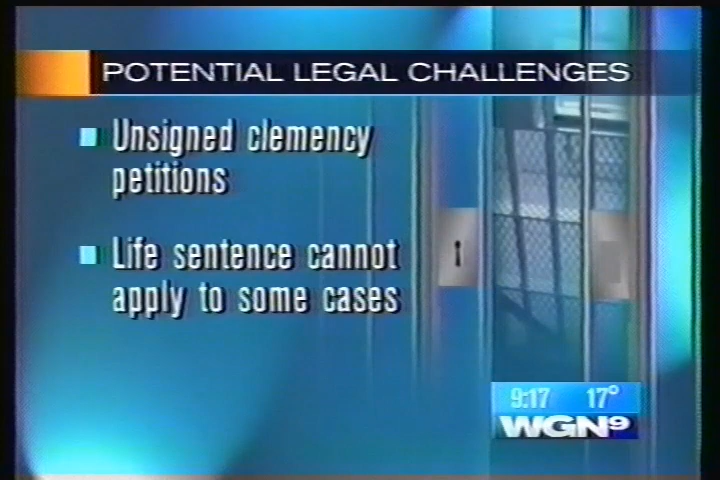 POTENTIAL LEGAL CHALLENGES
Unsigned clemency
petitions
Life sentence cannot
apply to some cases
9:17 17°
WGN9